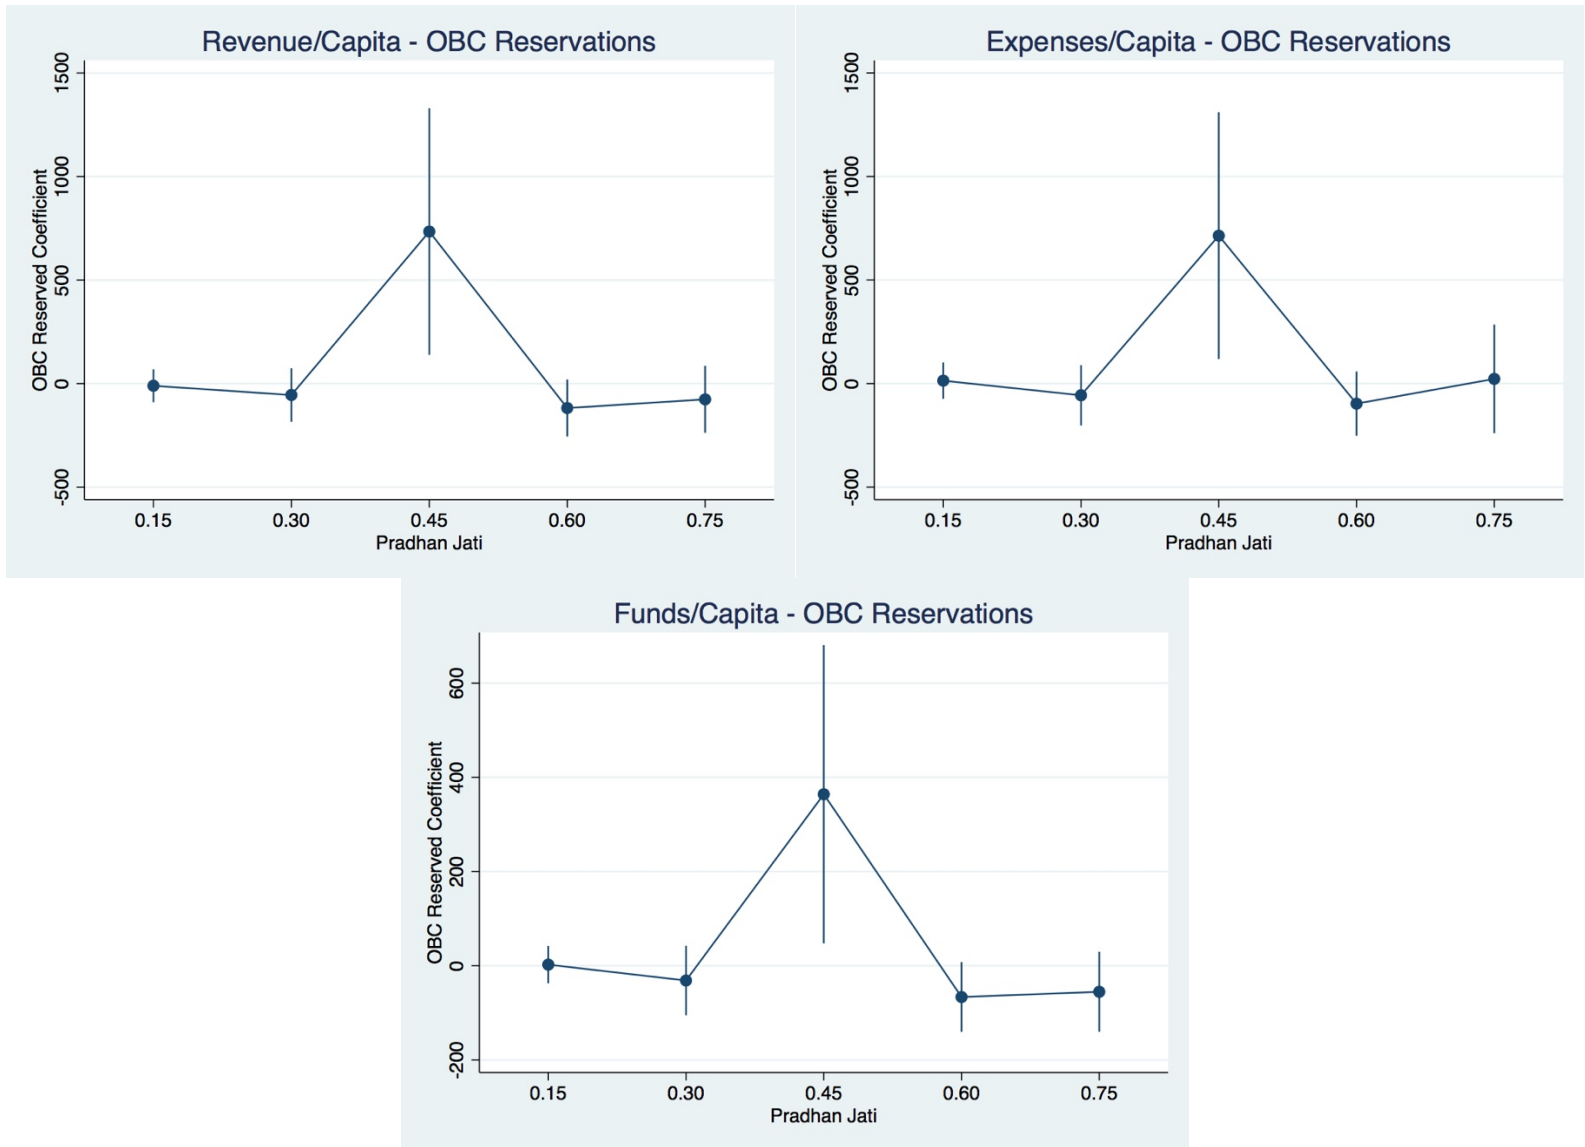 Revenue/Capita - OBC Reservations
OBC Reserved Coefficient
1500
1000
500
0
-500
0.15 0.30 0.45 0.60 0.75
Pradhan Jati
Expenses/Capita - OBC Reservations
OBC Reserved Coefficient
1500
1000
500
0
-500
0.15 0.30 0.45 0.60 0.75
Pradhan Jati
Funds/Capita - OBC Reservations
OBC Reserved Coefficient
600
400
200
0
-200
0.15 0.30 0.45 0.60 0.75
Pradhan Jati